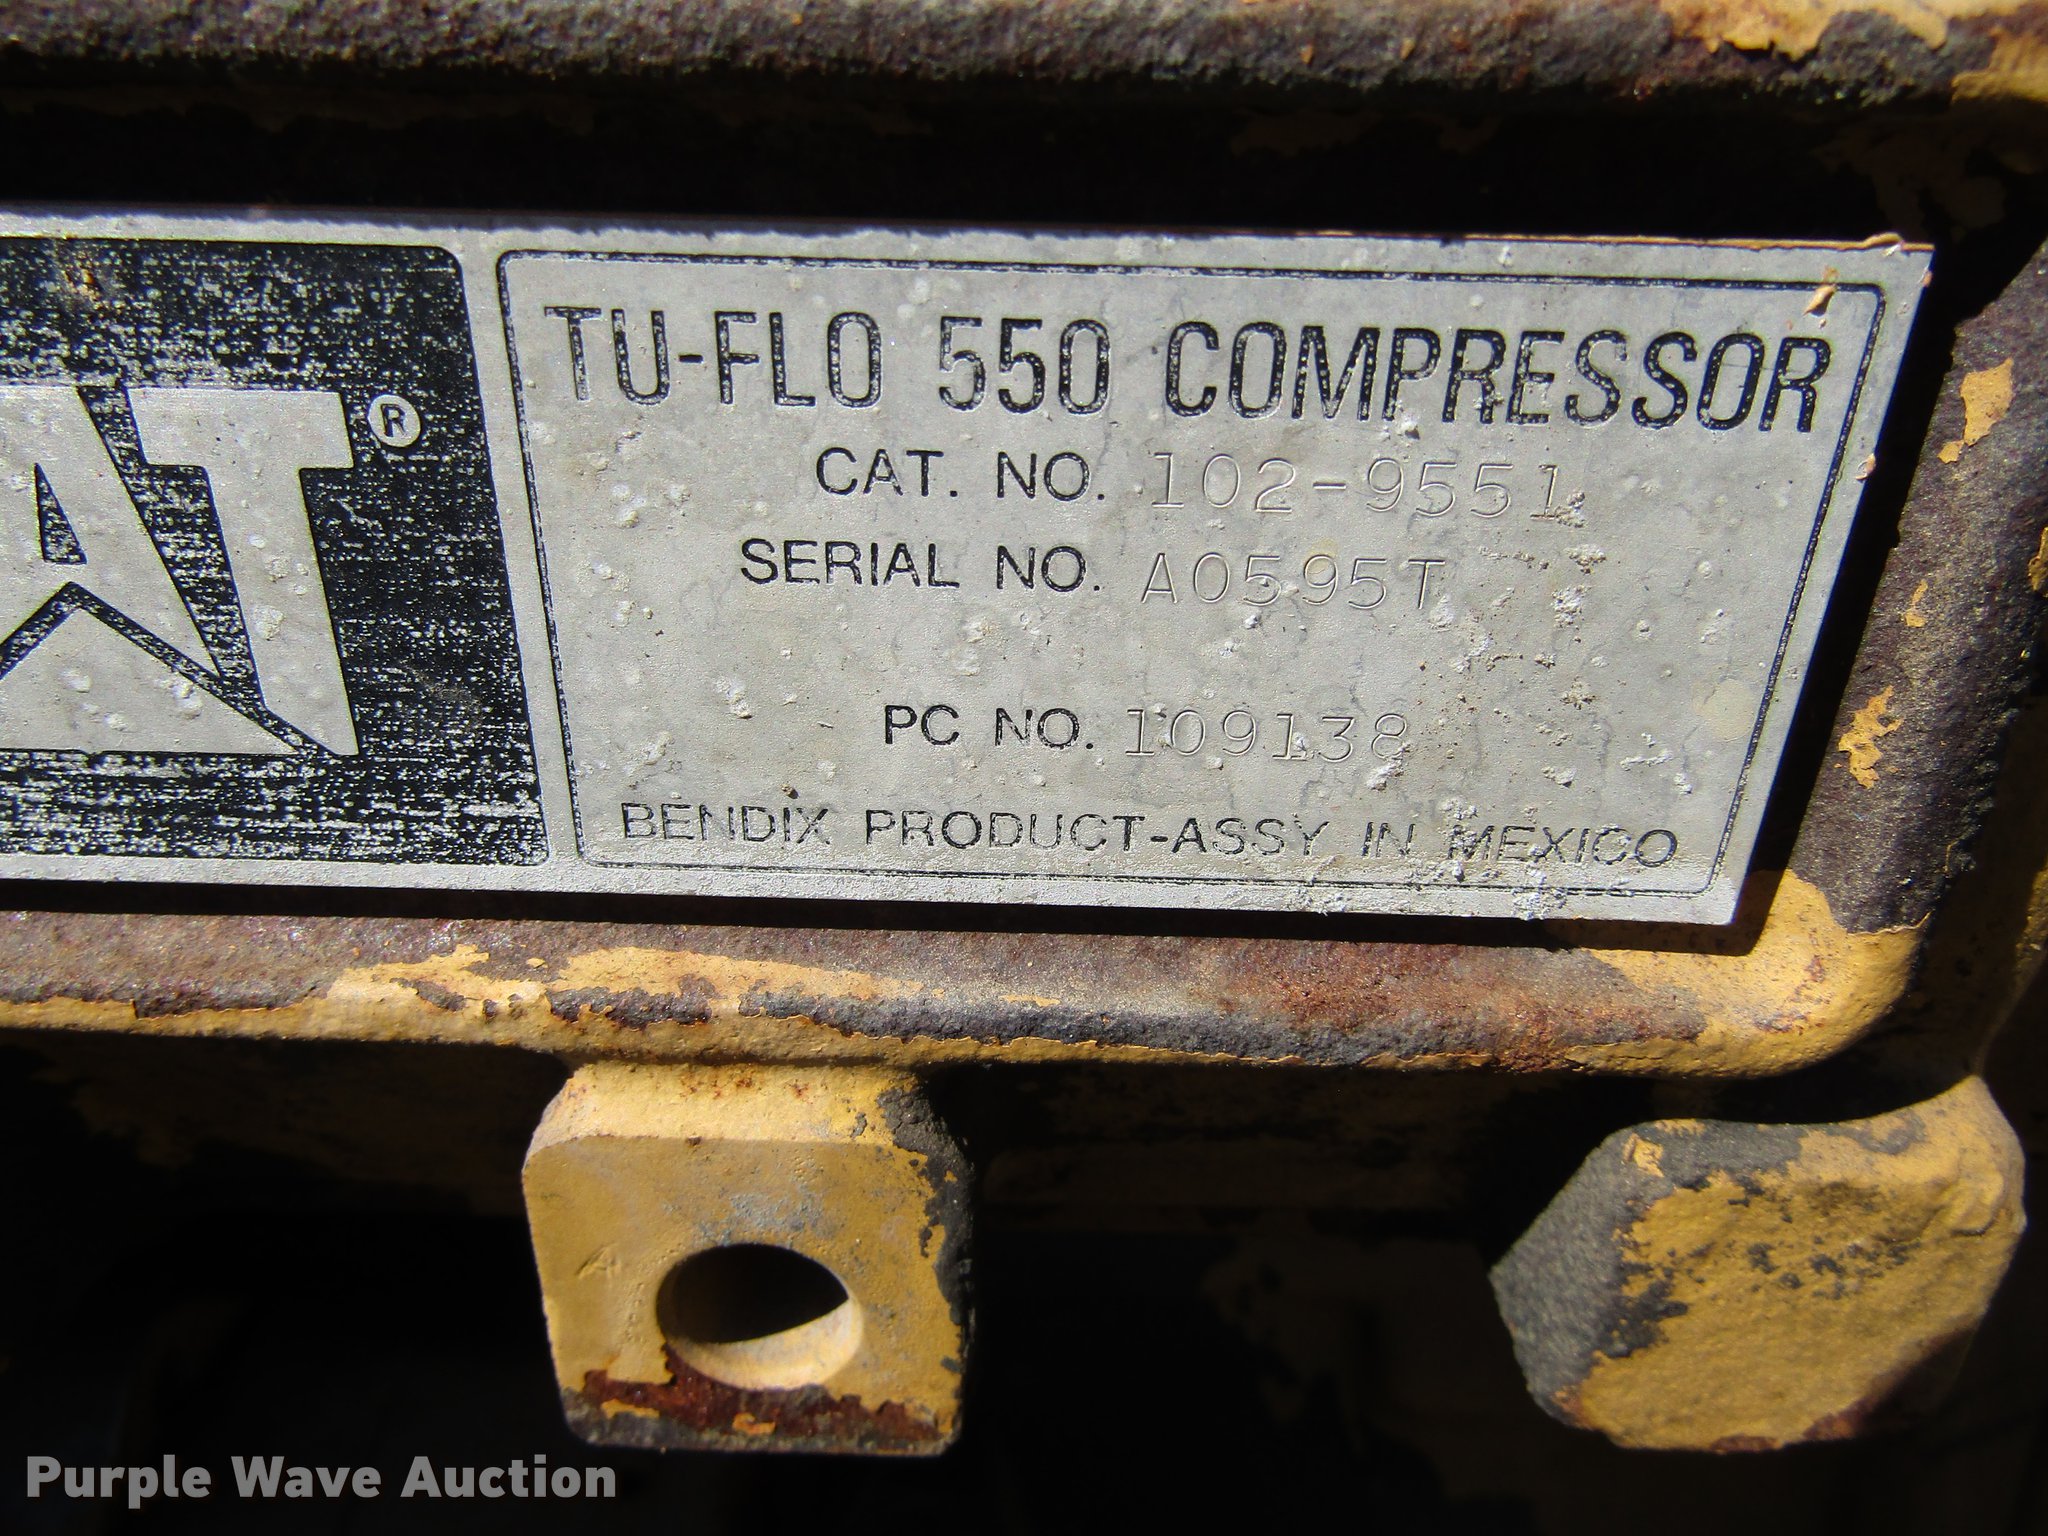 AT®
TU-FLO 550 COMPRESSOR
CAT. NO. 102-9551
SERIAL NO. A0595T
PC NO. 109138
BENDIX PRODUCT-ASSY IN MEXICO
Purple Wave Auction